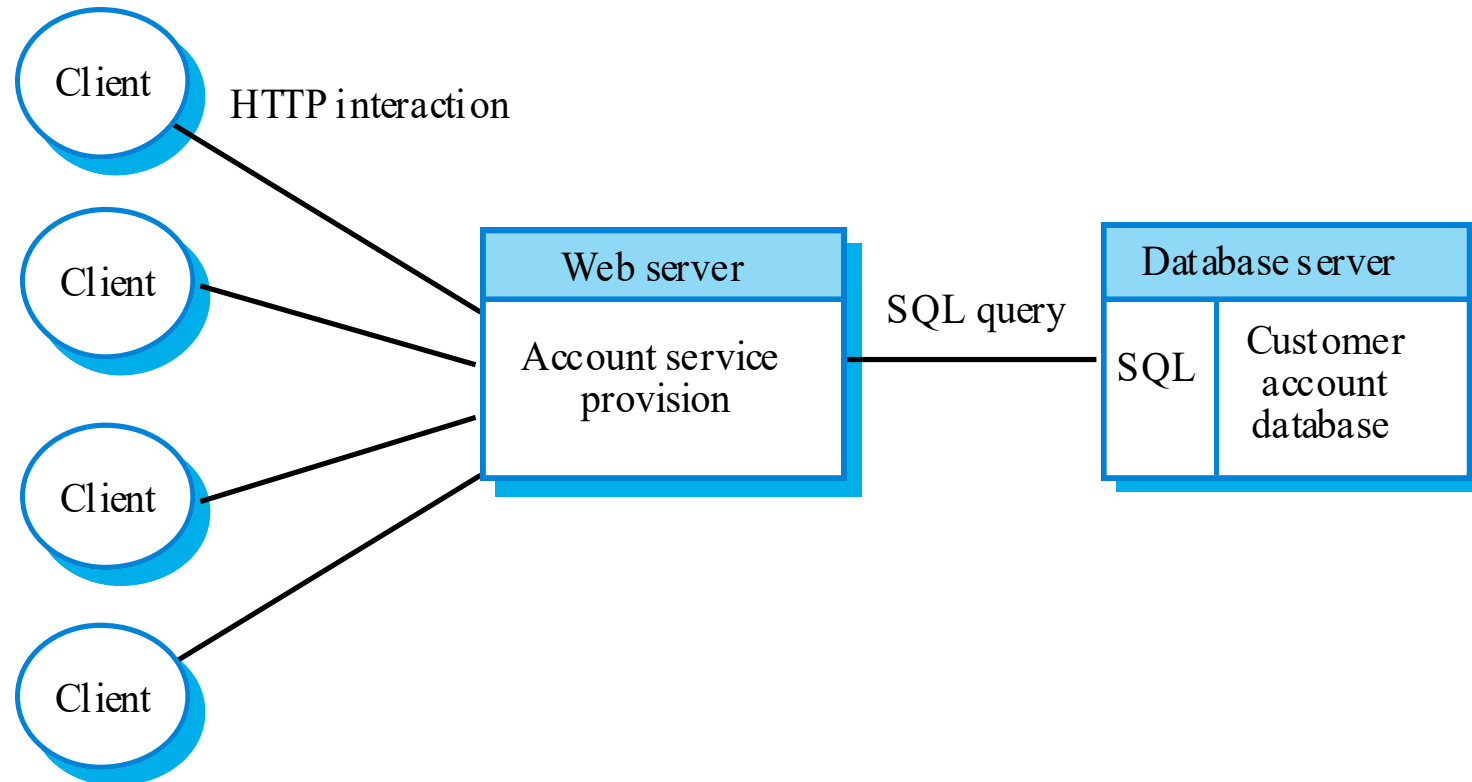 Client
HTTP interaction
Client
Client
Client
Web server
Account service
provision
SQL query
Database server
SQL
Customer
account
database